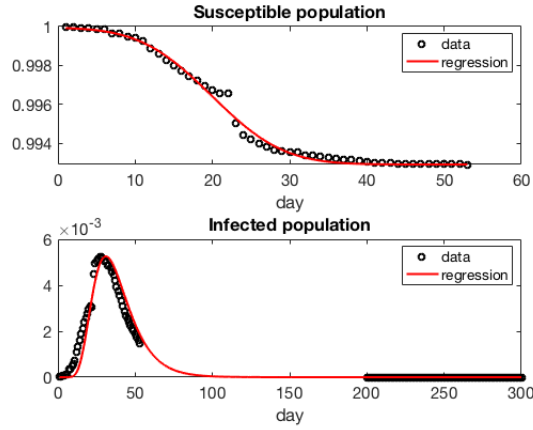 Susceptible population
1
0.998
0.996
0.994
data
regression
0 10 20 30 40 50 60
day
Infected population
×10⁻³
6
4
2
0
data
regression
0 50 100 150 200 250 300
day